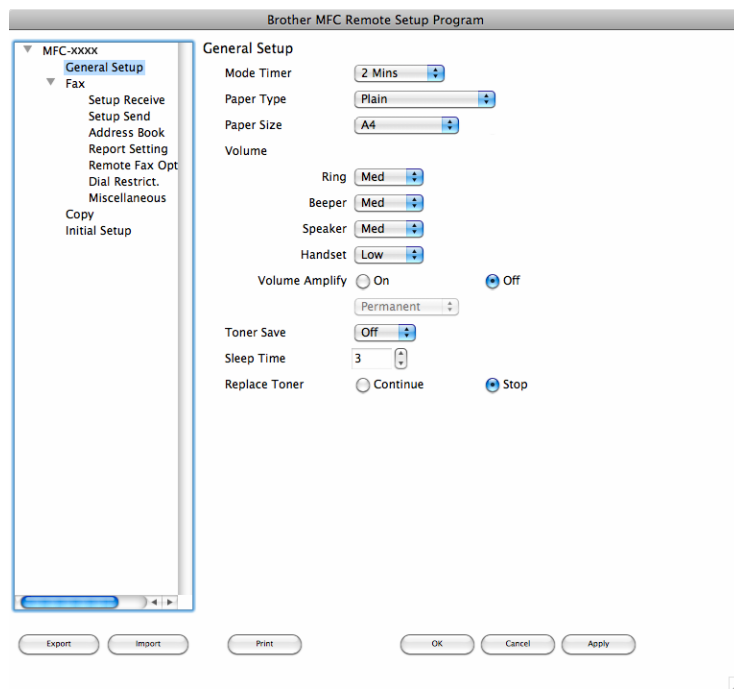 Brother MFC Remote Setup Program
MFC-xxxx
General Setup
Fax
Setup Receive
Setup Send
Address Book
Report Setting
Remote Fax Opt
Dial Restrict.
Miscellaneous
Copy
Initial Setup
General Setup
Mode Timer 2 Mins
Paper Type Plain
Paper Size A4
Volume
Ring Med
Beeper Med
Speaker Med
Handset Low
Volume Amplify On Off
Permanent
Toner Save Off
Sleep Time 3
Replace Toner Continue Stop
Export Import Print OK Cancel Apply